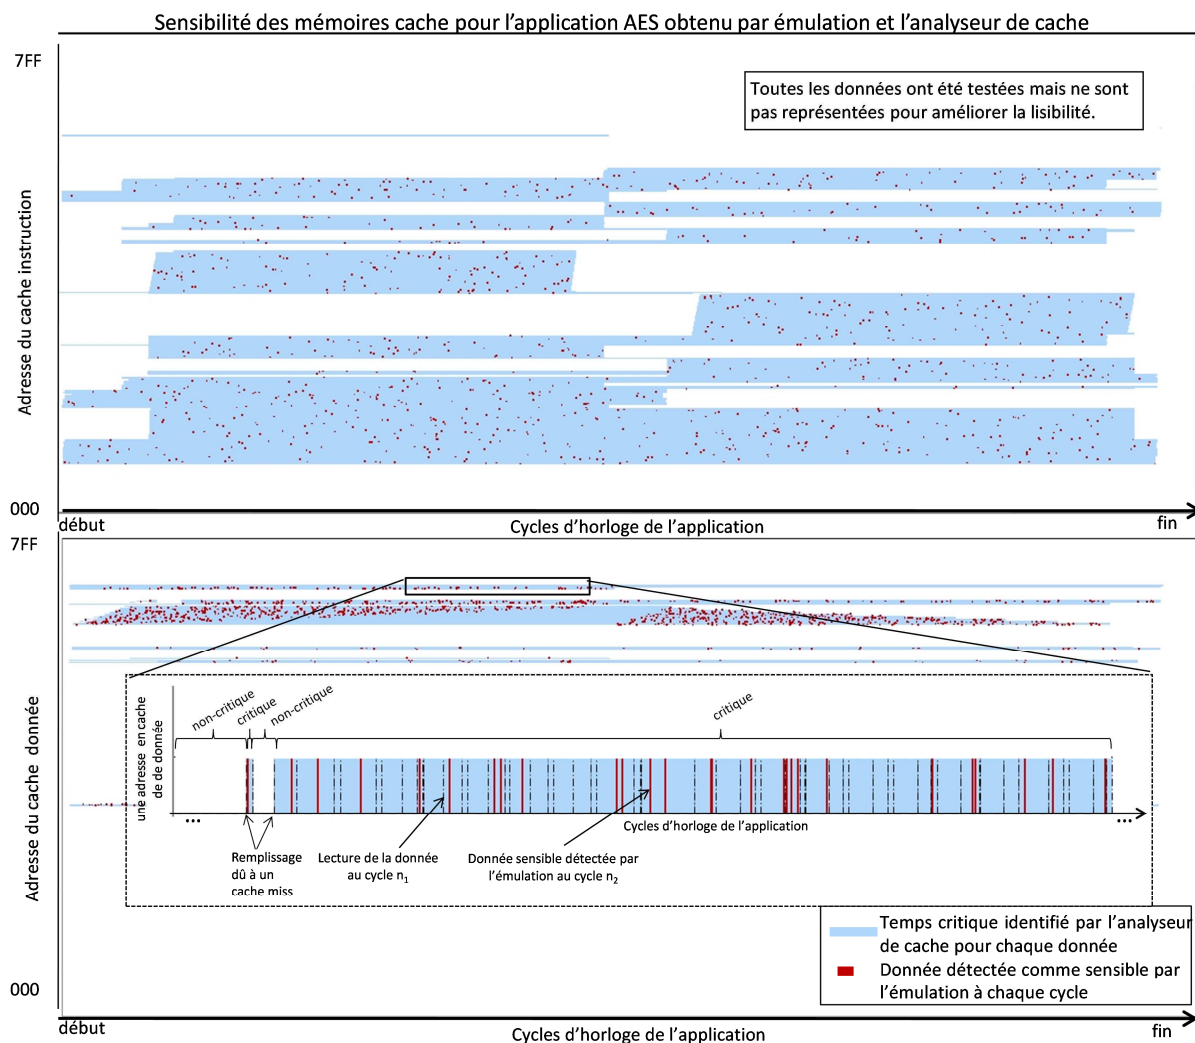 Sensibilité des mémoires cache pour l'application AES obtenu par émulation et l'analyseur de cache
7FF
Toutes les données ont été testées mais ne sont
pas représentées pour améliorer la lisibilité.
Adresse du cache instruction
000
début
Cycles d'horloge de l'application
fin
7FF
Adresse du cache donnée
non-critique
critique
non-critique
critique
une adresse en cache
de de donnée
...
Cycles d'horloge de l'application
...
Remplissage
dû à un
cache miss
Lecture de la donnée
au cycle n1
Donnée sensible détectée par
l'émulation au cycle n2
Temps critique identifié par l'analyseur
de cache pour chaque donnée
Donnée détectée comme sensible par
l'émulation à chaque cycle
000
début
Cycles d'horloge de l'application
fin